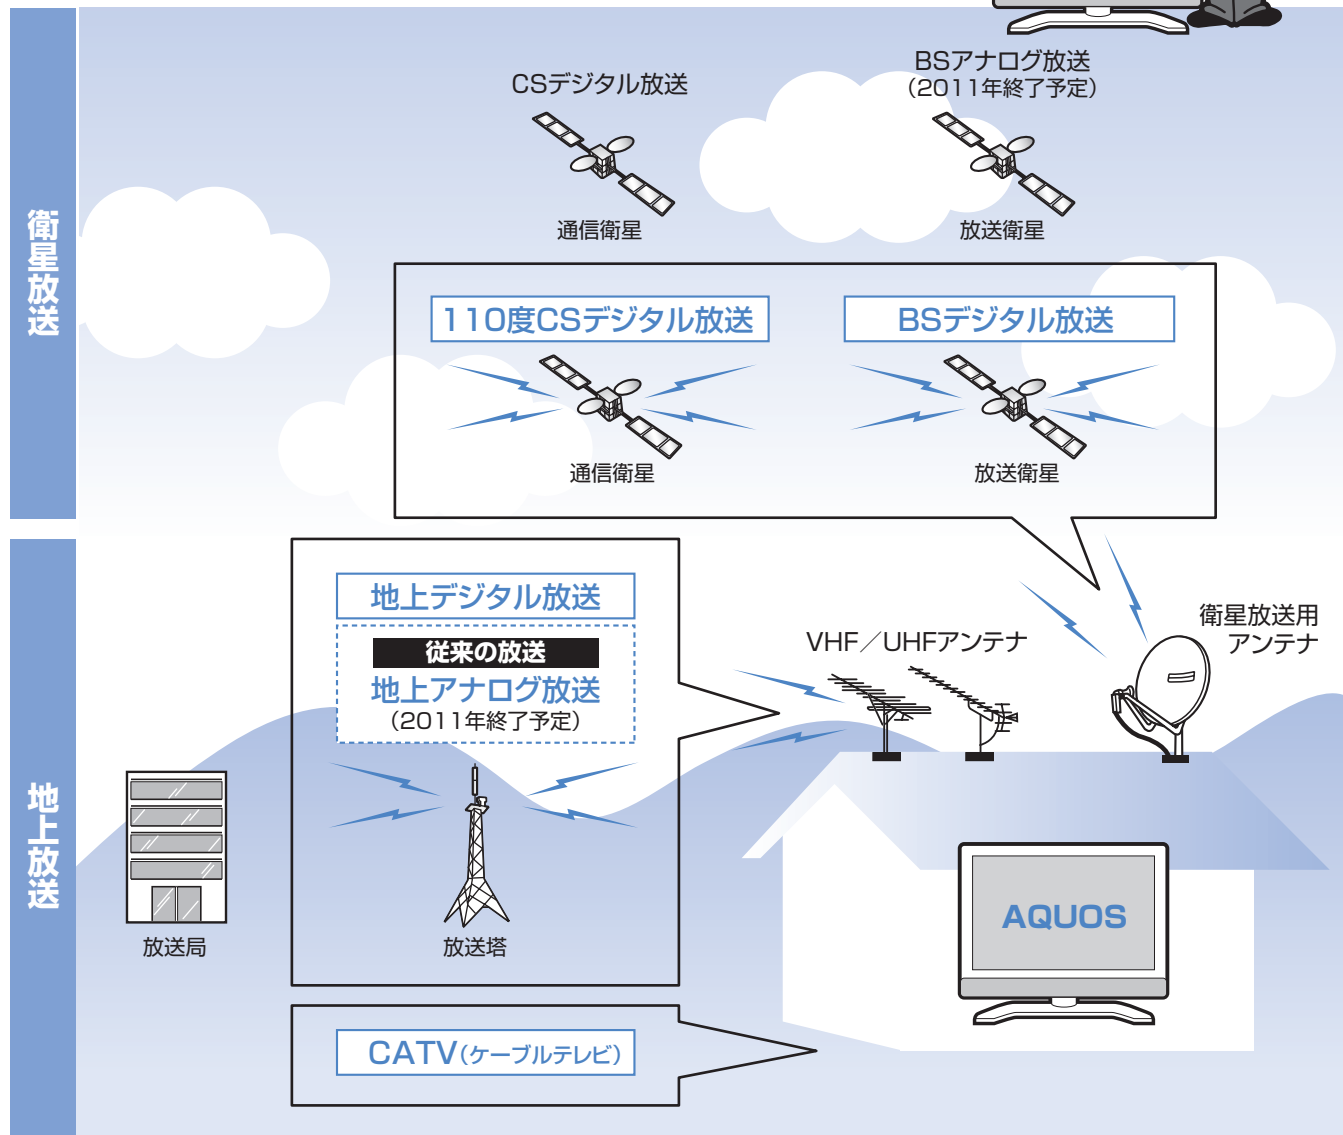 衛星放送
CSデジタル放送
通信衛星
BSアナログ放送
（2011年終了予定）
放送衛星
110度CSデジタル放送
通信衛星
BSデジタル放送
放送衛星
地上放送
地上デジタル放送
従来の放送
地上アナログ放送
（2011年終了予定）
放送局
放送塔
VHF／UHFアンテナ
衛星放送用
アンテナ
AQUOS
CATV（ケーブルテレビ）